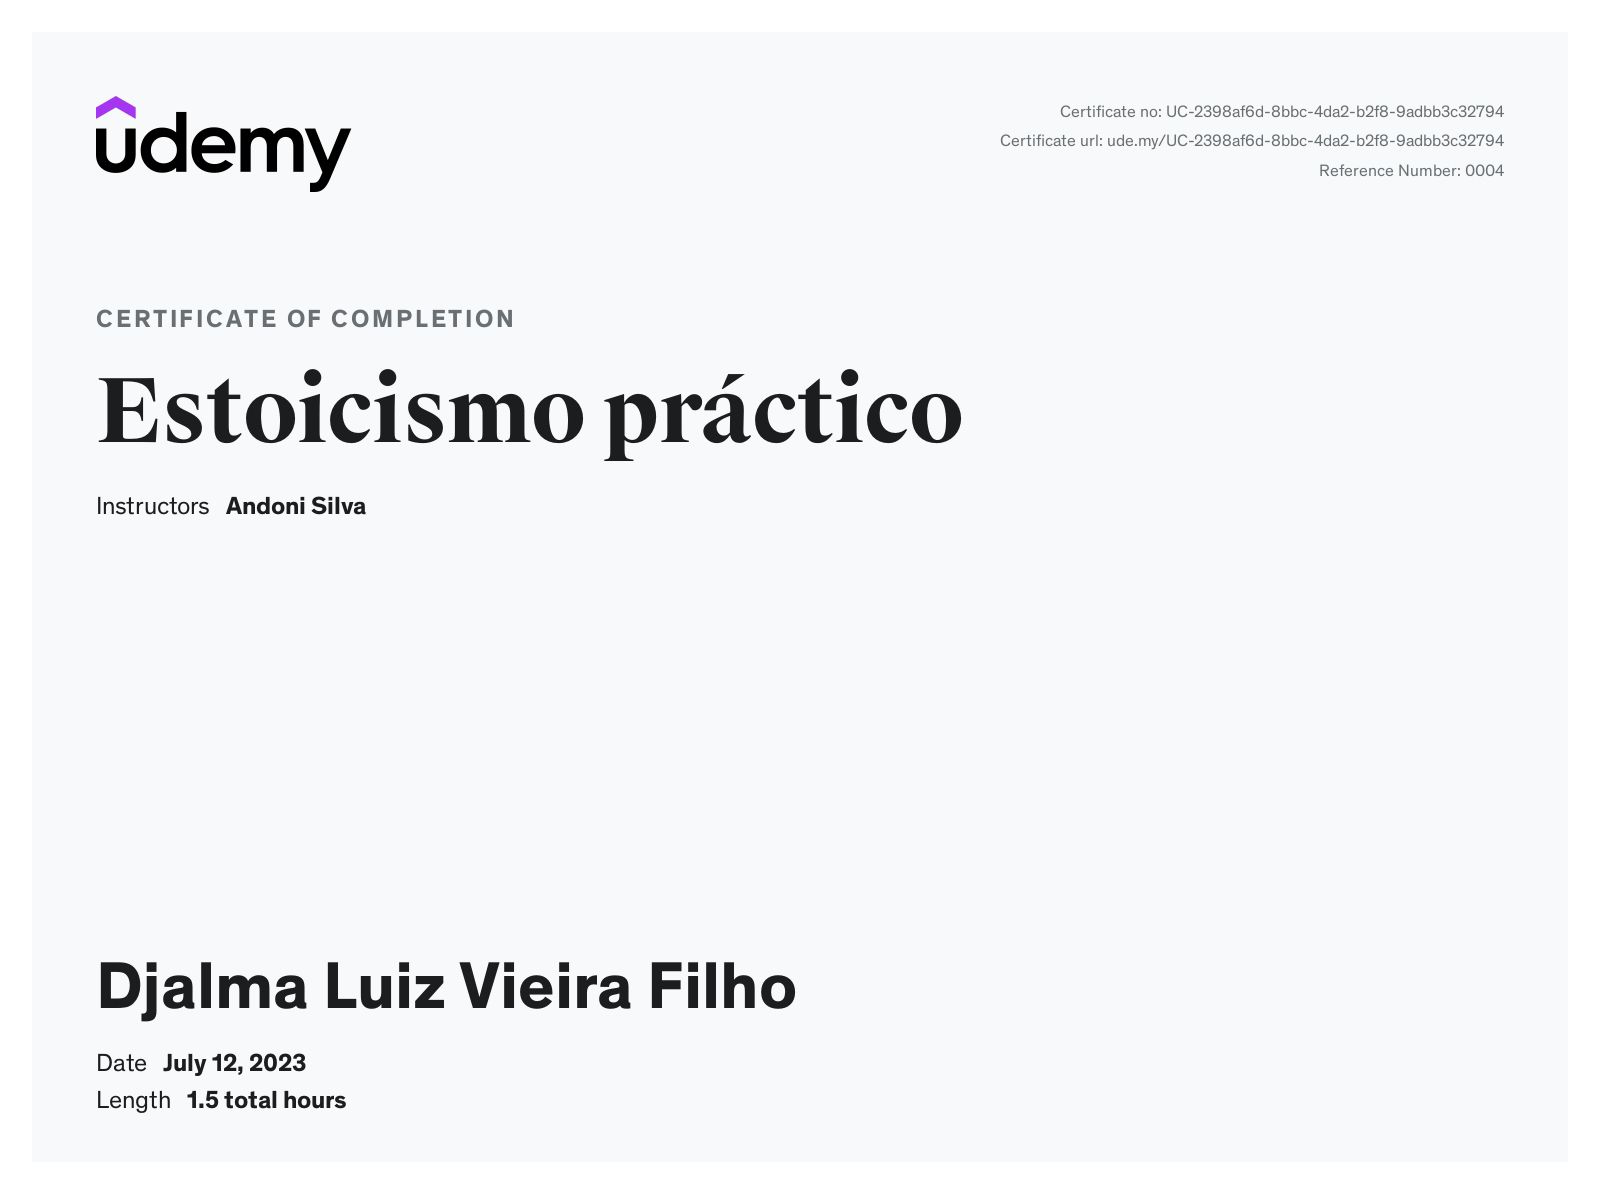 udemy
Certificate no: UC-2398af6d-8bbc-4da2-b2f8-9adbb3c32794
Certificate url: ude.my/UC-2398af6d-8bbc-4da2-b2f8-9adbb3c32794
Reference Number: 0004
CERTIFICATE OF COMPLETION
Estoicismo práctico
Instructors Andoni Silva
Djalma Luiz Vieira Filho
Date July 12, 2023
Length 1.5 total hours